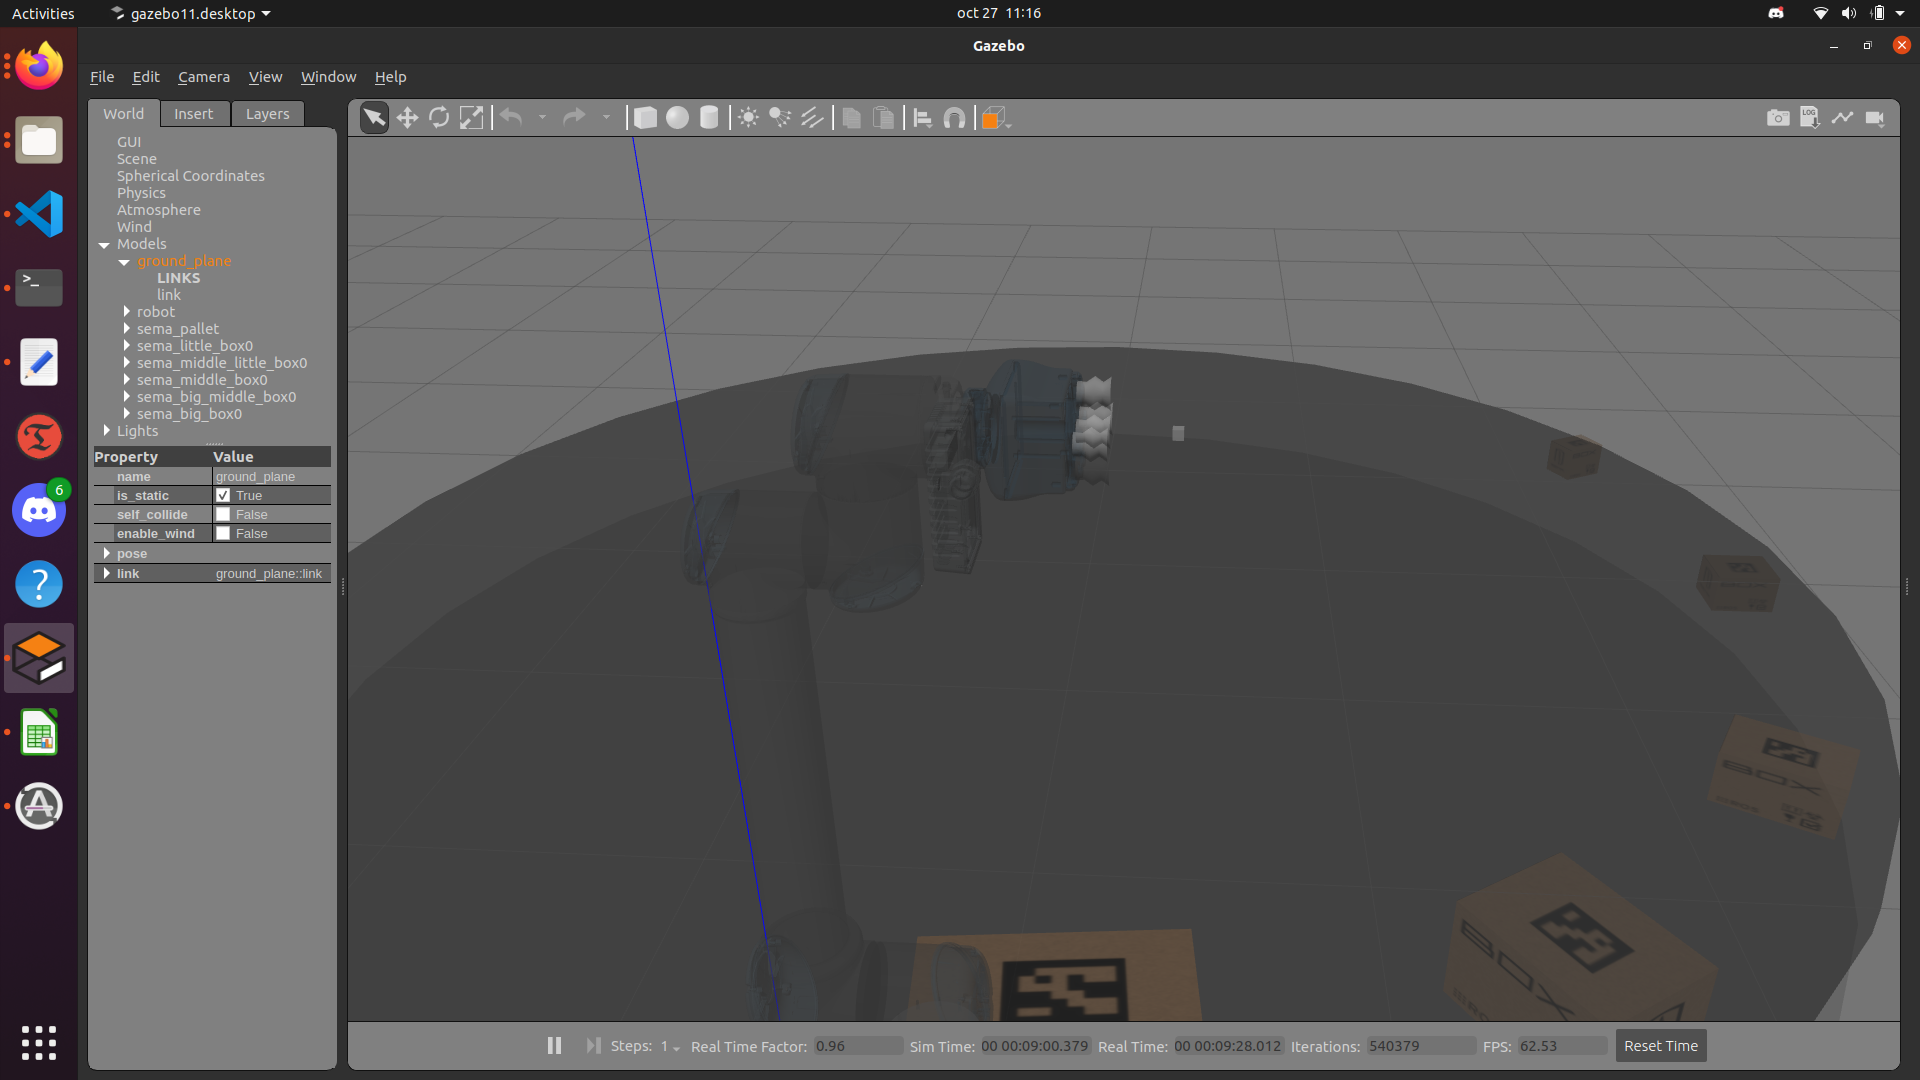 Activities
gazebo11.desktop
oct 27 11:16
Gazebo
File Edit Camera View Window Help
World Insert Layers
GUI
Scene
Spherical Coordinates
Physics
Atmosphere
Wind
Models
ground_plane
LINKS
link
robot
sema_pallet
sema_little_box0
sema_middle_little_box0
sema_middle_box0
sema_big_middle_box0
sema_big_box0
Lights
Property Value
name ground_plane
is_static True
self_collide False
enable_wind False
pose
link ground_plane::link
6
LOG
BOX
BOX
Steps: 1 Real Time Factor: 0.96 Sim Time: 00 00:09:00.379 Real Time: 00 00:09:28.012 Iterations: 540379 FPS: 62.53 Reset Time